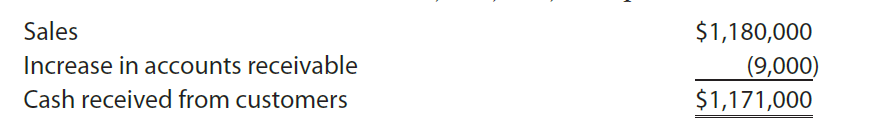 Sales $1,180,000
Increase in accounts receivable (9,000)
Cash received from customers $1,171,000